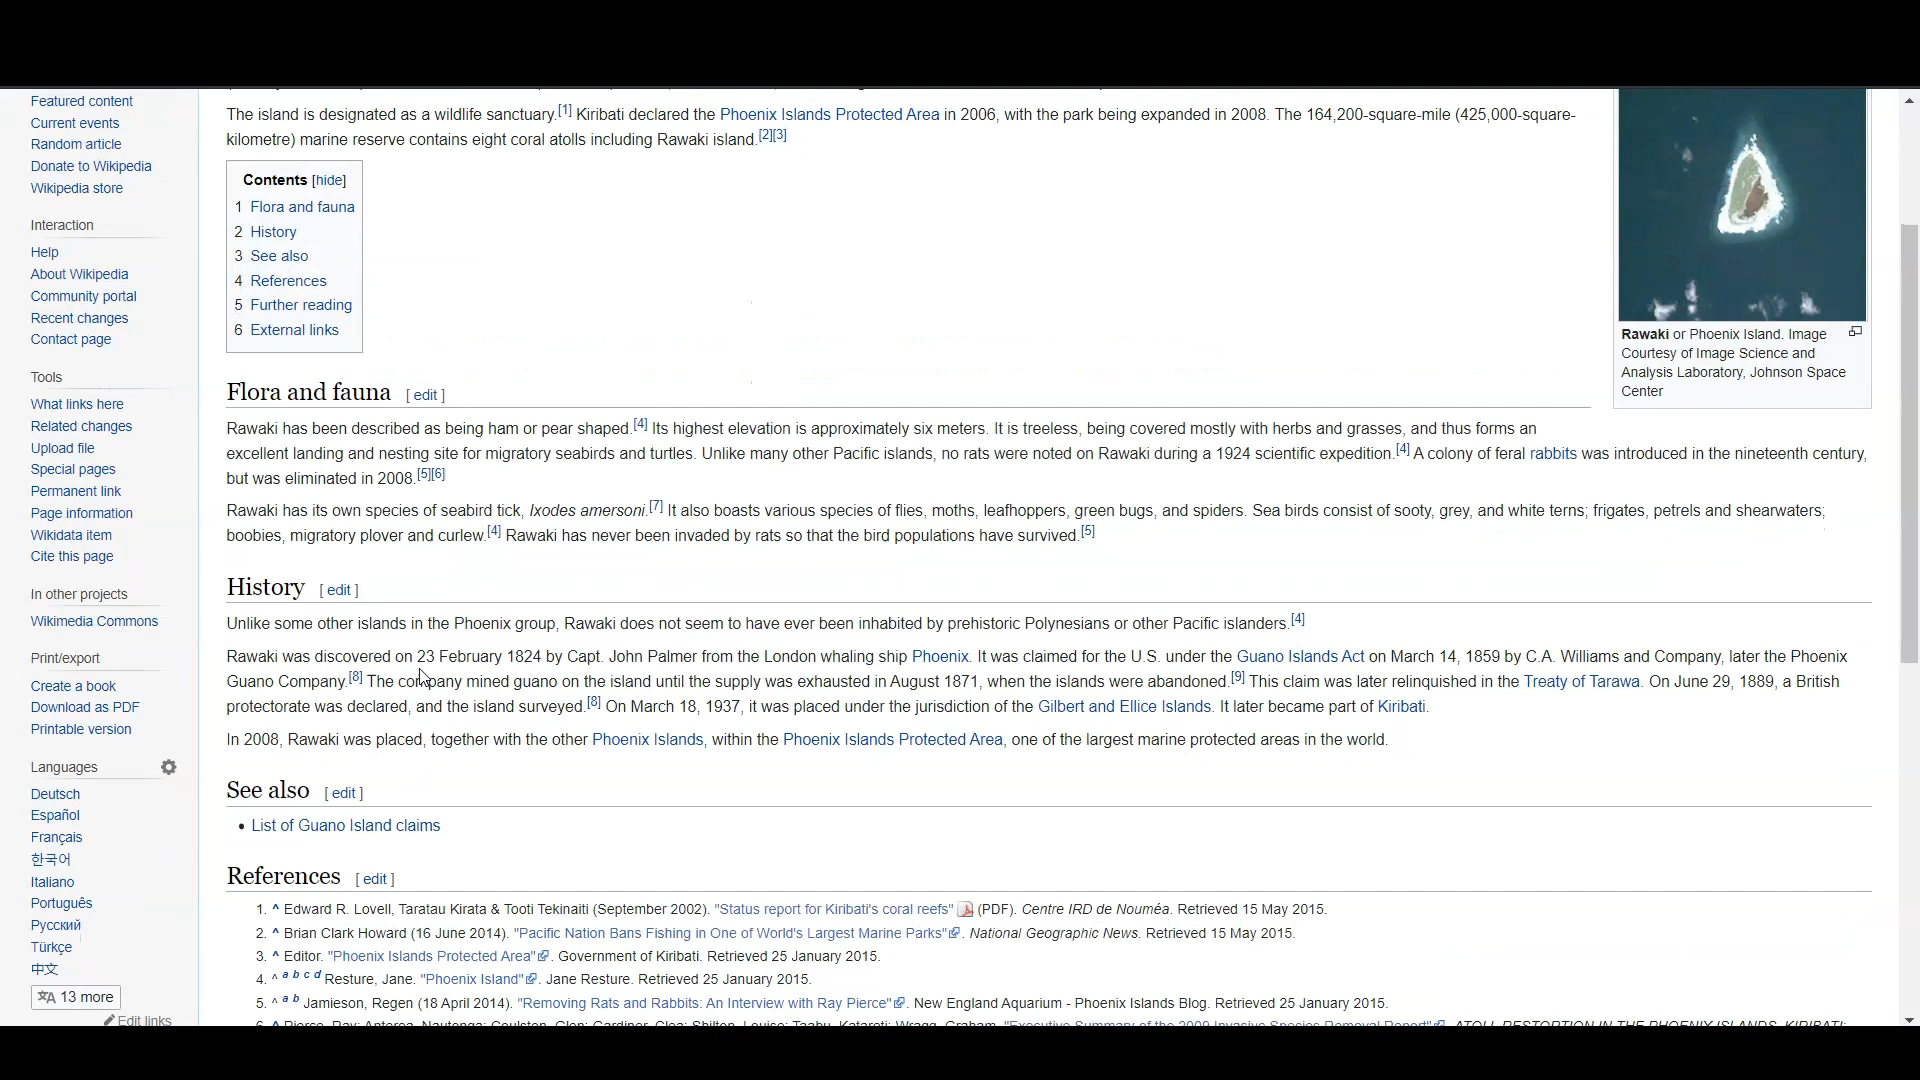 Featured content
Current events
Random article
Donate to Wikipedia
Wikipedia store
Interaction
Help
About Wikipedia
Community portal
Recent changes
Contact page
Tools
What links here
Related changes
Upload file
Special pages
Permanent link
Page information
Wikidata item
Cite this page
In other projects
Wikimedia Commons
Print/export
Create a book
Download as PDF
Printable version
Languages
Deutsch
Español
Français
한국어
Italiano
Português
Русский
Türkçe
中文
13 more
Edit links
The island is designated as a wildlife sanctuary.[1] Kiribati declared the Phoenix Islands Protected Area in 2006, with the park being expanded in 2008. The 164,200-square-mile (425,000-square-
kilometre) marine reserve contains eight coral atolls including Rawaki island.[2][3]
Contents [hide]
1 Flora and fauna
2 History
3 See also
4 References
5 Further reading
6 External links
Rawaki or Phoenix Island. Image
Courtesy of Image Science and
Analysis Laboratory, Johnson Space
Center
Flora and fauna [ edit ]
Rawaki has been described as being ham or pear shaped.[4] Its highest elevation is approximately six meters. It is treeless, being covered mostly with herbs and grasses, and thus forms an
excellent landing and nesting site for migratory seabirds and turtles. Unlike many other Pacific islands, no rats were noted on Rawaki during a 1924 scientific expedition.[4] A colony of feral rabbits was introduced in the nineteenth century,
but was eliminated in 2008.[5][6]
Rawaki has its own species of seabird tick, Ixodes amersoni.[7] It also boasts various species of flies, moths, leafhoppers, green bugs, and spiders. Sea birds consist of sooty, grey, and white terns; frigates, petrels and shearwaters;
boobies, migratory plover and curlew.[4] Rawaki has never been invaded by rats so that the bird populations have survived.[5]
History [ edit ]
Unlike some other islands in the Phoenix group, Rawaki does not seem to have ever been inhabited by prehistoric Polynesians or other Pacific islanders.[4]
Rawaki was discovered on 23 February 1824 by Capt. John Palmer from the London whaling ship Phoenix. It was claimed for the U.S. under the Guano Islands Act on March 14, 1859 by C.A. Williams and Company, later the Phoenix
Guano Company.[8] The company mined guano on the island until the supply was exhausted in August 1871, when the islands were abandoned.[9] This claim was later relinquished in the Treaty of Tarawa. On June 29, 1889, a British
protectorate was declared, and the island surveyed.[8] On March 18, 1937, it was placed under the jurisdiction of the Gilbert and Ellice Islands. It later became part of Kiribati.
In 2008, Rawaki was placed, together with the other Phoenix Islands, within the Phoenix Islands Protected Area, one of the largest marine protected areas in the world.
See also [ edit ]
• List of Guano Island claims
References [ edit ]
1. ^ Edward R. Lovell, Taratau Kirata & Tooti Tekinaiti (September 2002). "Status report for Kiribati's coral reefs" (PDF). Centre IRD de Nouméa. Retrieved 15 May 2015.
2. ^ Brian Clark Howard (16 June 2014). "Pacific Nation Bans Fishing in One of World's Largest Marine Parks". National Geographic News. Retrieved 15 May 2015.
3. ^ Editor. "Phoenix Islands Protected Area". Government of Kiribati. Retrieved 25 January 2015.
4. ^ a b c d Resture, Jane. "Phoenix Island". Jane Resture. Retrieved 25 January 2015.
5. ^ a b Jamieson, Regen (18 April 2014). "Removing Rats and Rabbits: An Interview with Ray Pierce". New England Aquarium - Phoenix Islands Blog. Retrieved 25 January 2015.